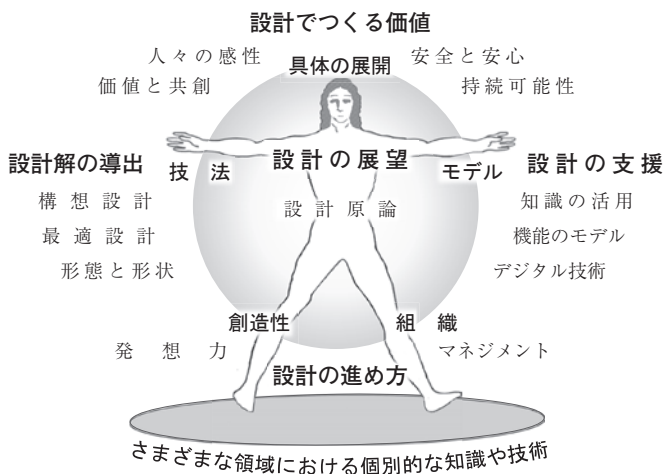 設計でつくる価値
人々の感性 具体の展開 安全と安心
価値と共創 持続可能性
設計解の導出 技 法 設計の展望 モデル 設計の支援
構想設計 設計原論 知識の活用
最適設計 機能のモデル
形態と形状 デジタル技術
創造性 組 織
発想力 マネジメント
設計の進め方
さまざまな領域における個別的な知識や技術